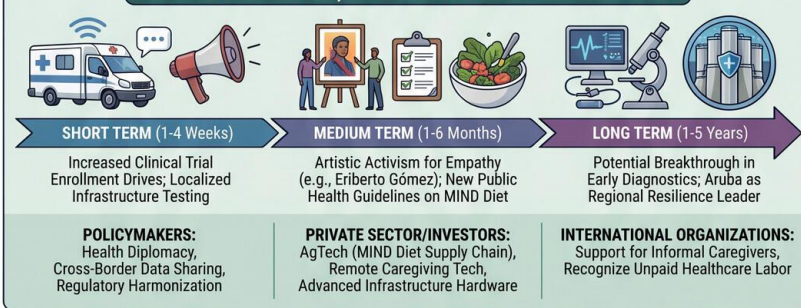 SHORT TERM (1-4 Weeks)
Increased Clinical Trial
Enrollment Drives; Localized
Infrastructure Testing
MEDIUM TERM (1-6 Months)
Artistic Activism for Empathy
(e.g., Eriberto Gómez); New Public
Health Guidelines on MIND Diet
LONG TERM (1-5 Years)
Potential Breakthrough in
Early Diagnostics; Aruba as
Regional Resilience Leader
POLICYMAKERS:
Health Diplomacy,
Cross-Border Data Sharing,
Regulatory Harmonization
PRIVATE SECTOR/INVESTORS:
AgTech (MIND Diet Supply Chain),
Remote Caregiving Tech,
Advanced Infrastructure Hardware
INTERNATIONAL ORGANIZATIONS:
Support for Informal Caregivers,
Recognize Unpaid Healthcare Labor